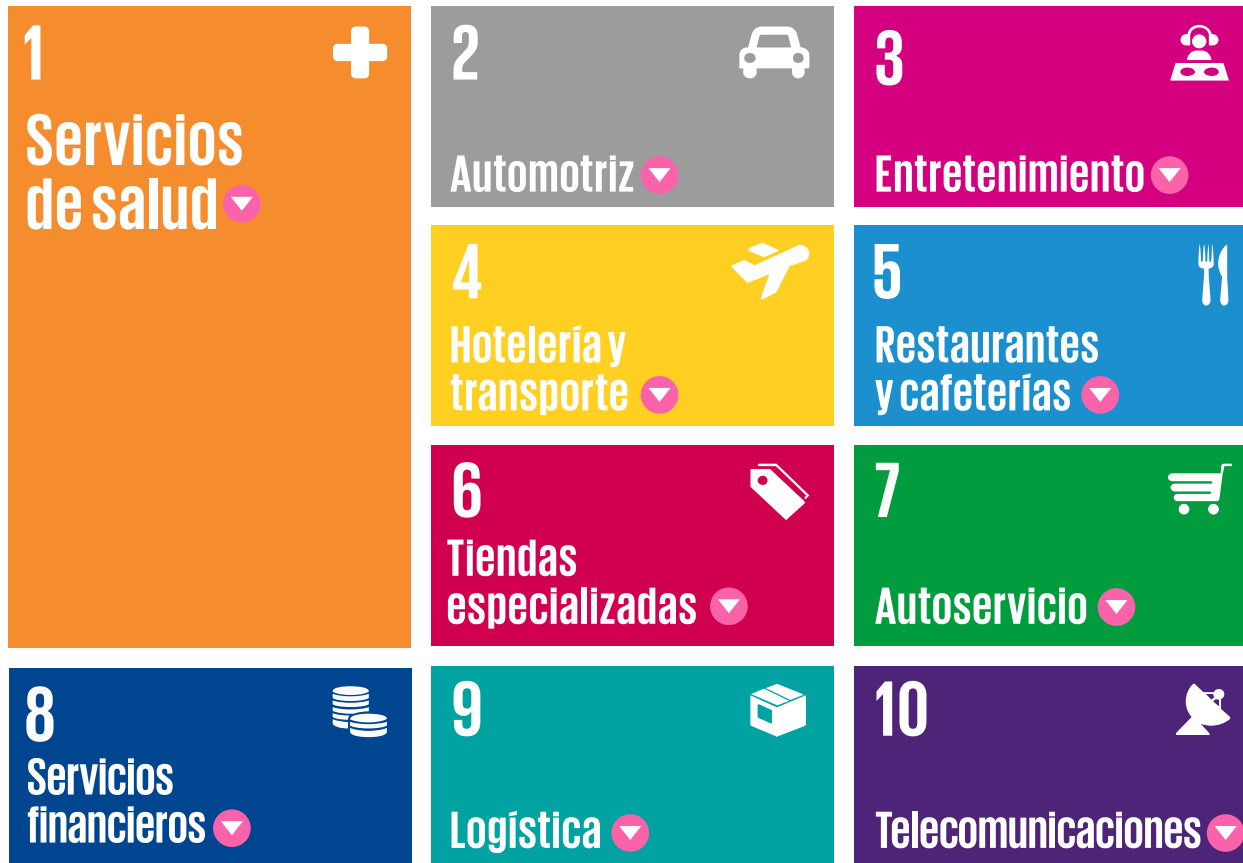 1
Servicios
de salud
2
Automotriz
3
Entretenimiento
4
Hotelería y
transporte
5
Restaurantes
y cafeterías
6
Tiendas
especializadas
7
Autoservicio
8
Servicios
financieros
9
Logística
10
Telecomunicaciones